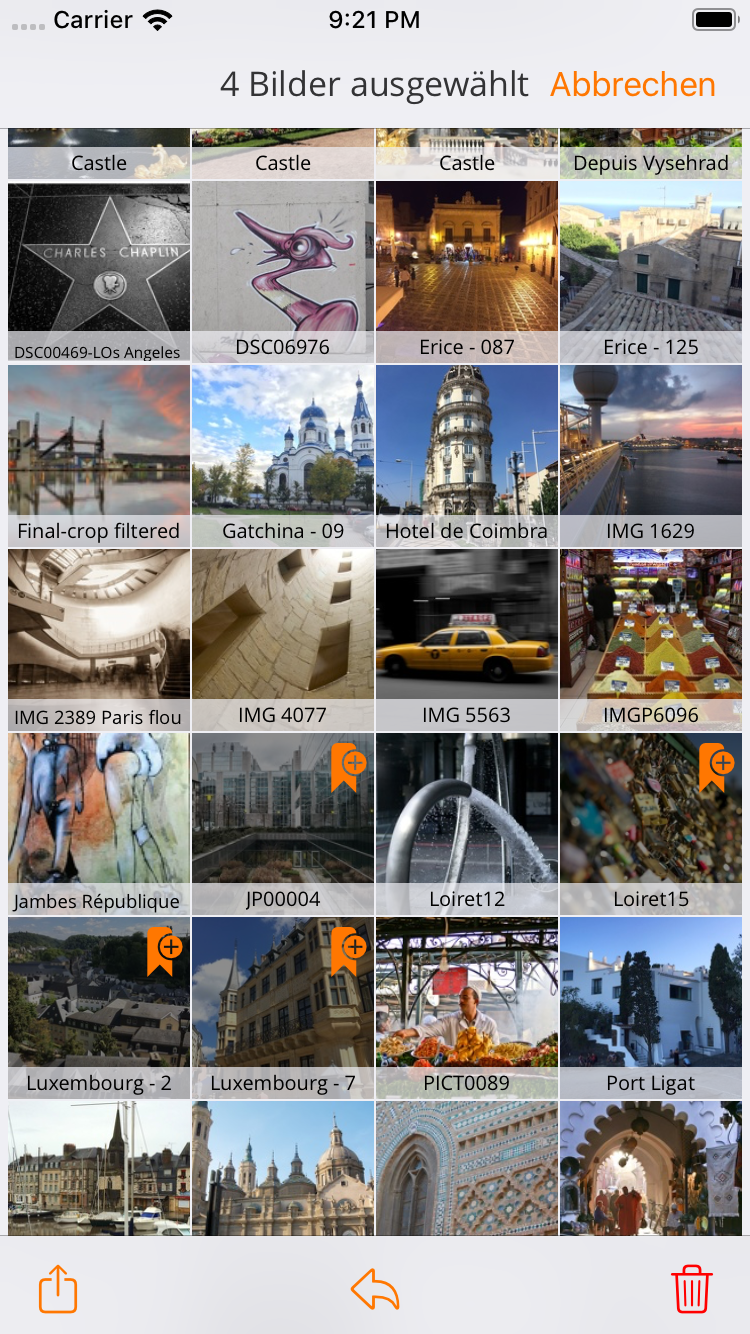 Carrier 9:21 PM
4 Bilder ausgewählt Abbrechen
Castle Castle Castle Depuis Vysehrad
CHARLES CHAPLIN
DSC00469-LOs Angeles DSC06976 Erice - 087 Erice - 125
Final-crop filtered Gatchina - 09 Hotel de Coimbra IMG 1629
IMG 2389 Paris flou IMG 4077 IMG 5563 IMGP6096
Jambes République JP00004 Loiret12 Loiret15
Luxembourg - 2 Luxembourg - 7 PICT0089 Port Ligat